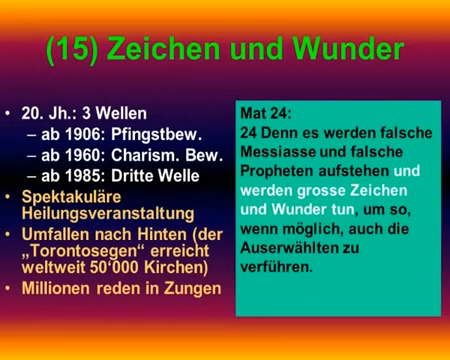 (15) Zeichen und Wunder
• 20. Jh.: 3 Wellen
– ab 1906: Pfingstbew.
– ab 1960: Charism. Bew.
– ab 1985: Dritte Welle
• Spektakuläre
Heilungsveranstaltung
• Umfallen nach Hinten (der
„Torontosegen“ erreicht
weltweit 50‘000 Kirchen)
• Millionen reden in Zungen
Mat 24:
24 Denn es werden falsche
Messiasse und falsche
Propheten aufstehen und
werden grosse Zeichen
und Wunder tun, um so,
wenn möglich, auch die
Auserwählten zu
verführen.